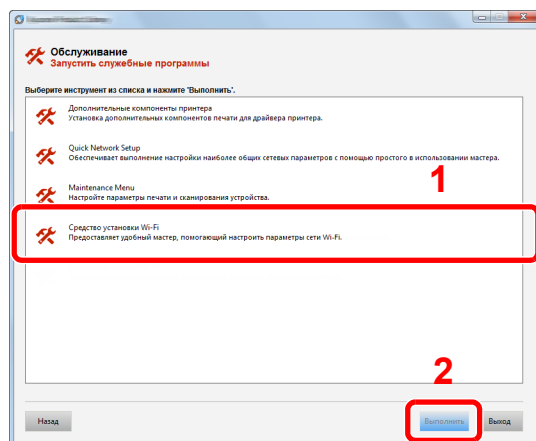 Обслуживание
Запустить служебные программы
Выберите инструмент из списка и нажмите 'Выполнить'.
Дополнительные компоненты принтера
Установка дополнительных компонентов печати для драйвера принтера.
Quick Network Setup
Обеспечивает выполнение настройки наиболее общих сетевых параметров с помощью простого в использовании мастера.
1
Maintenance Menu
Настройте параметры печати и сканирования устройства.
Средство установки Wi-Fi
Предоставляет удобный мастер, помогающий настроить параметры сети Wi-Fi.
2
Назад
Выполнить
Выход